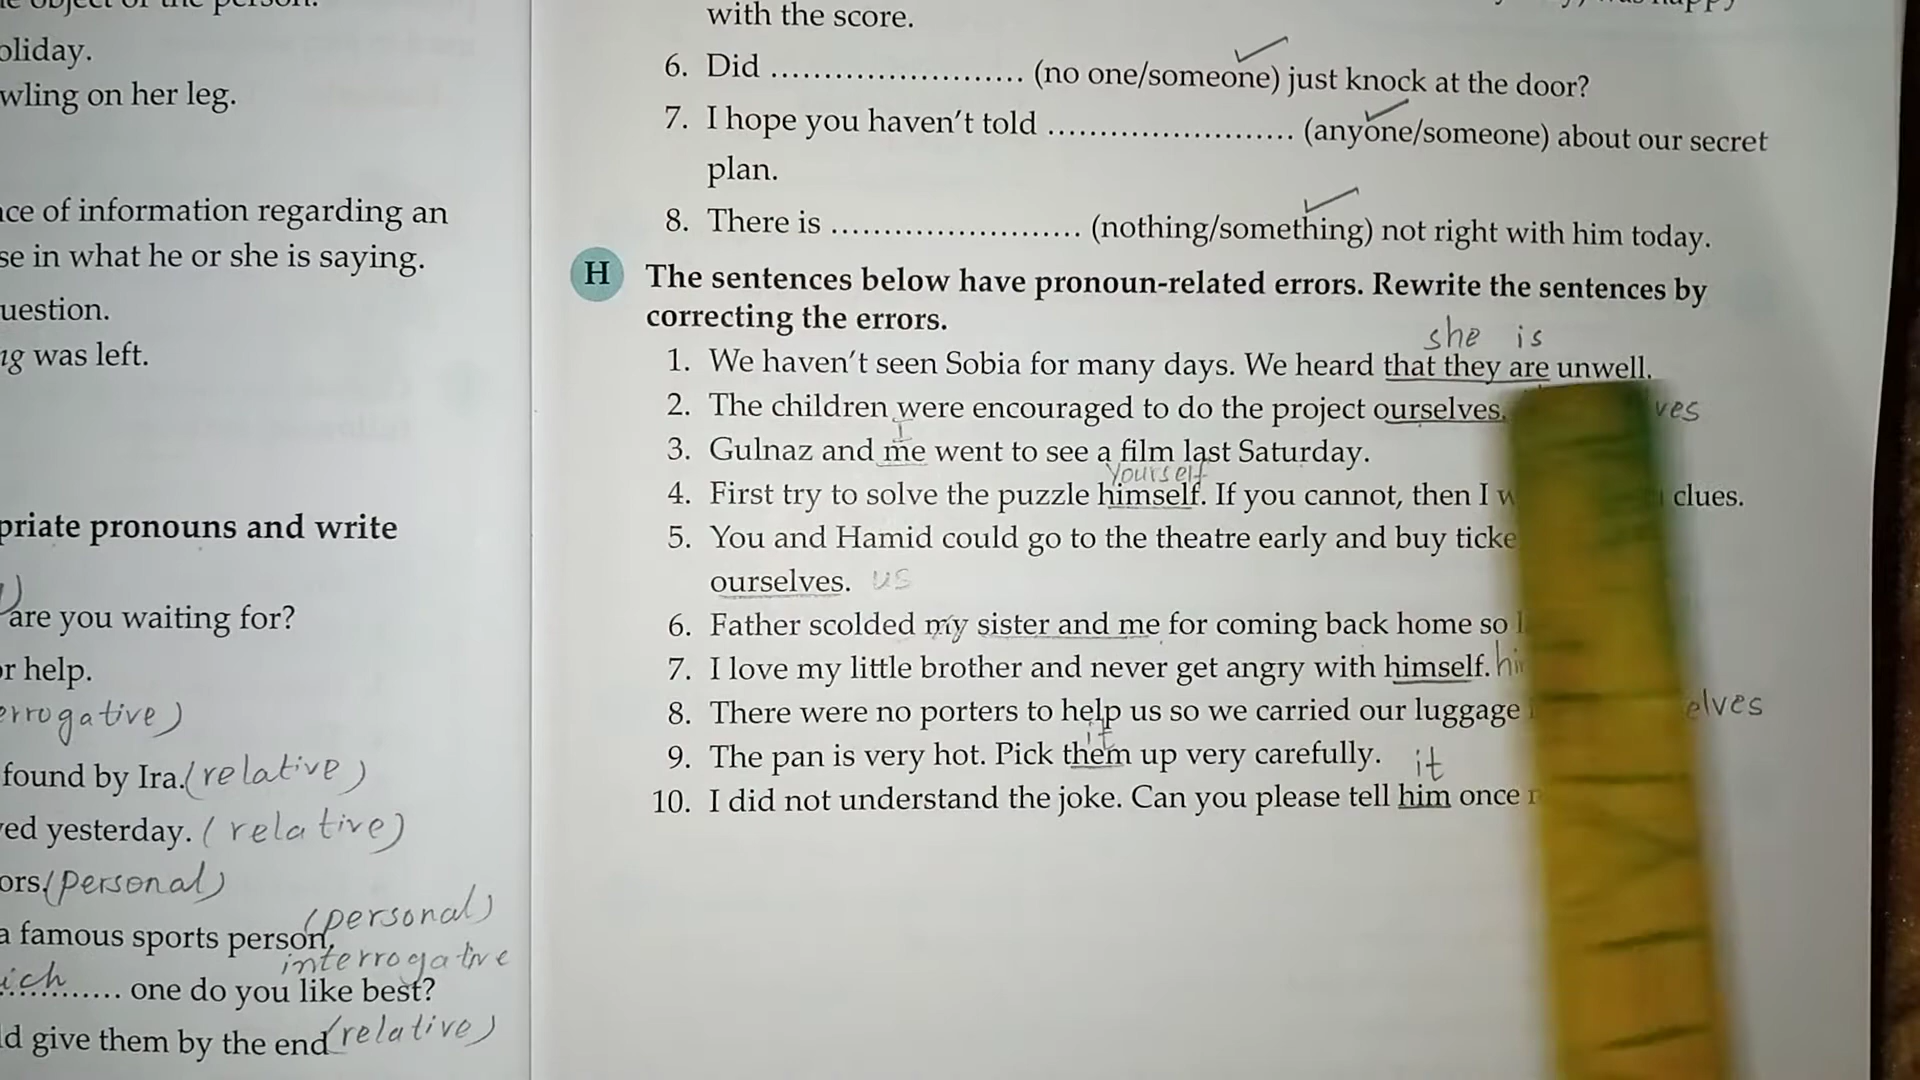 oliday.
wling on her leg.
ce of information regarding an
se in what he or she is saying.
uestion.
was left.
priate pronouns and write
are you waiting for?
or help.
errogative)
found by Ira. (relative)
ed yesterday. (relative)
ors. (personal)
(personal)
a famous sports person.
interrogative
ich ......... one do you like best?
d give them by the end (relative)
with the score.
6. Did ........................ (no one/someone) just knock at the door?
7. I hope you haven't told ........................ (anyone/someone) about our secret
plan.
8. There is ........................ (nothing/something) not right with him today.
H The sentences below have pronoun-related errors. Rewrite the sentences by
correcting the errors.
she is
1. We haven't seen Sobia for many days. We heard that they are unwell.
2. The children were encouraged to do the project ourselves. ves
I
3. Gulnaz and me went to see a film last Saturday.
Yourself
4. First try to solve the puzzle himself. If you cannot, then I clues.
5. You and Hamid could go to the theatre early and buy ticke
ourselves. us
6. Father scolded my sister and me for coming back home so
7. I love my little brother and never get angry with himself. hi
8. There were no porters to help us so we carried our luggage elves
it
9. The pan is very hot. Pick them up very carefully.
it
10. I did not understand the joke. Can you please tell him once